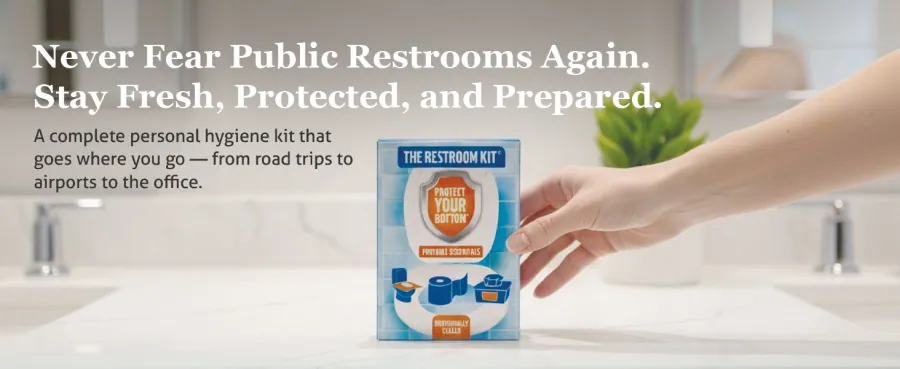 Never Fear Public Restrooms Again.
Stay Fresh, Protected, and Prepared.
A complete personal hygiene kit that
goes where you go — from road trips to
airports to the office.
THE RESTROOM KIT
PROTECT
YOUR
BOTTOM